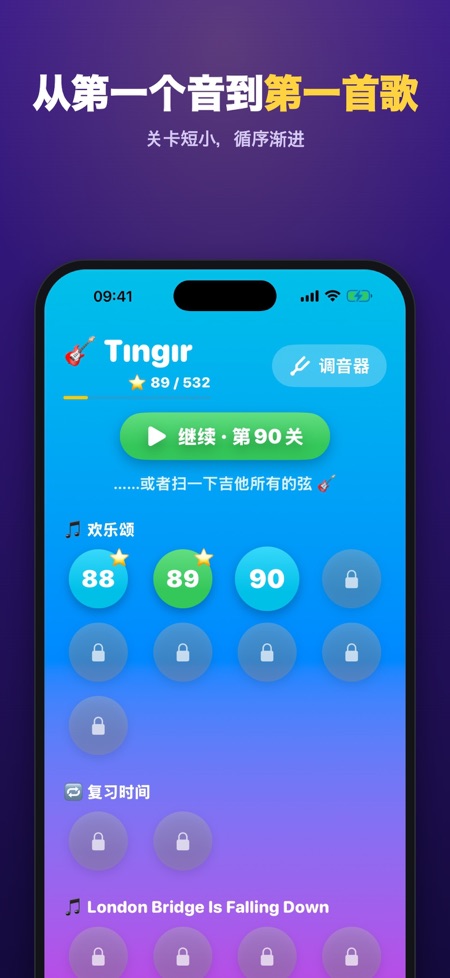 从第一个音到第一首歌
关卡短小，循序渐进
09:41
Tıngır
89 / 532
调音器
继续 · 第 90 关
……或者扫一下吉他所有的弦
欢乐颂
88 89 90
复习时间
London Bridge Is Falling Down